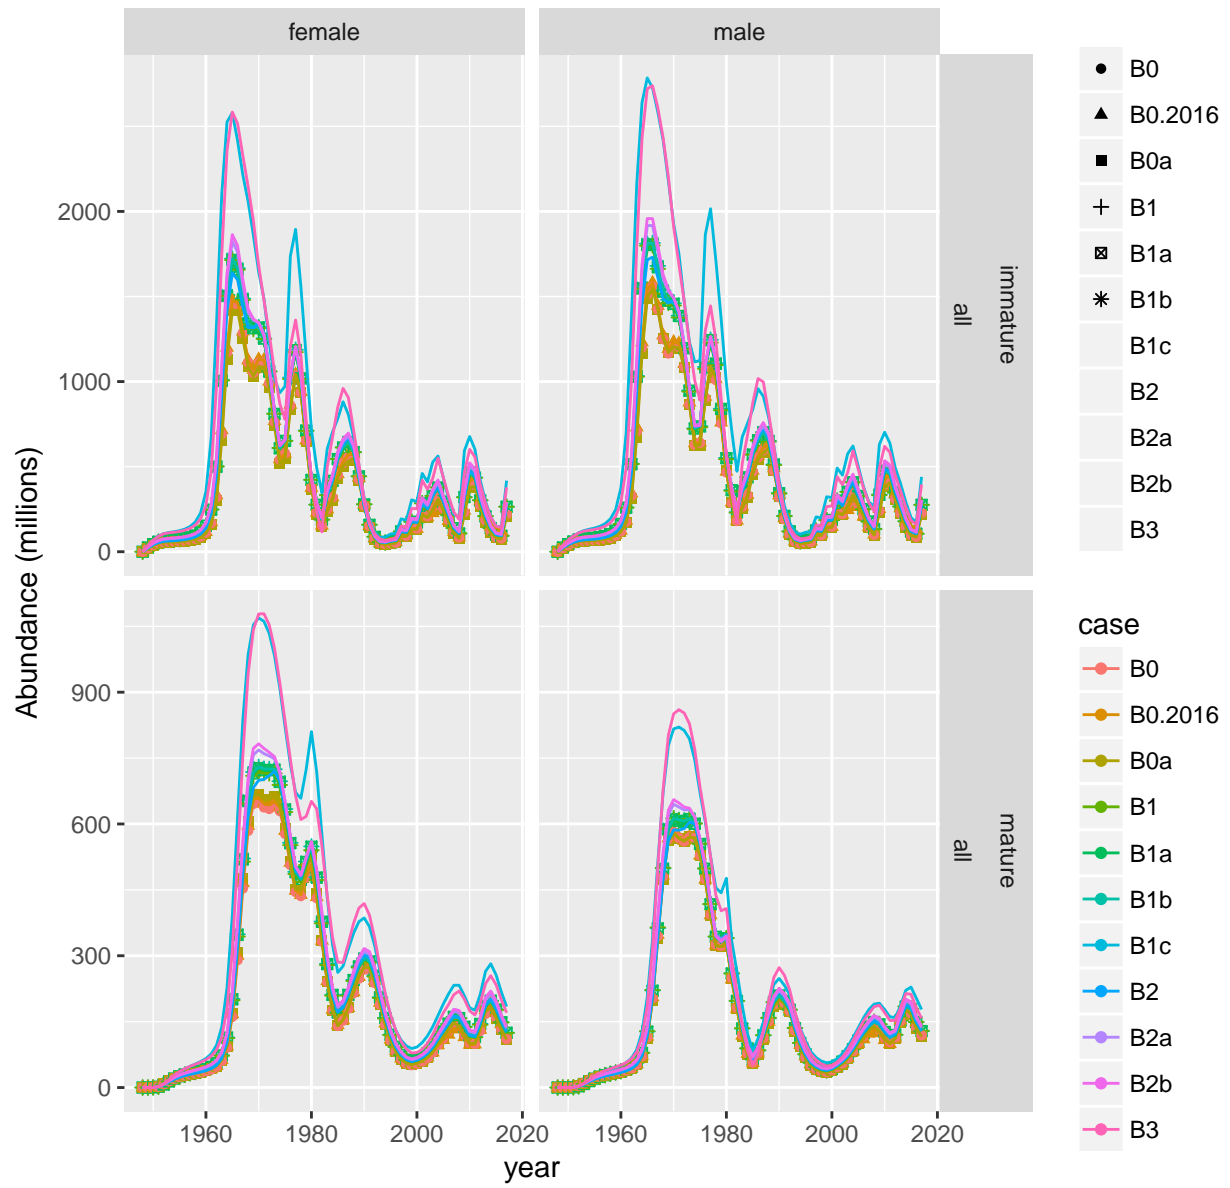 female
male
Abundance (millions)
2000
1000
0
immature
all
900
600
300
0
mature
all
1960
1980
2000
2020
1960
1980
2000
2020
year
B0
B0.2016
B0a
B1
B1a
B1b
B1c
B2
B2a
B2b
B3
case
B0
B0.2016
B0a
B1
B1a
B1b
B1c
B2
B2a
B2b
B3